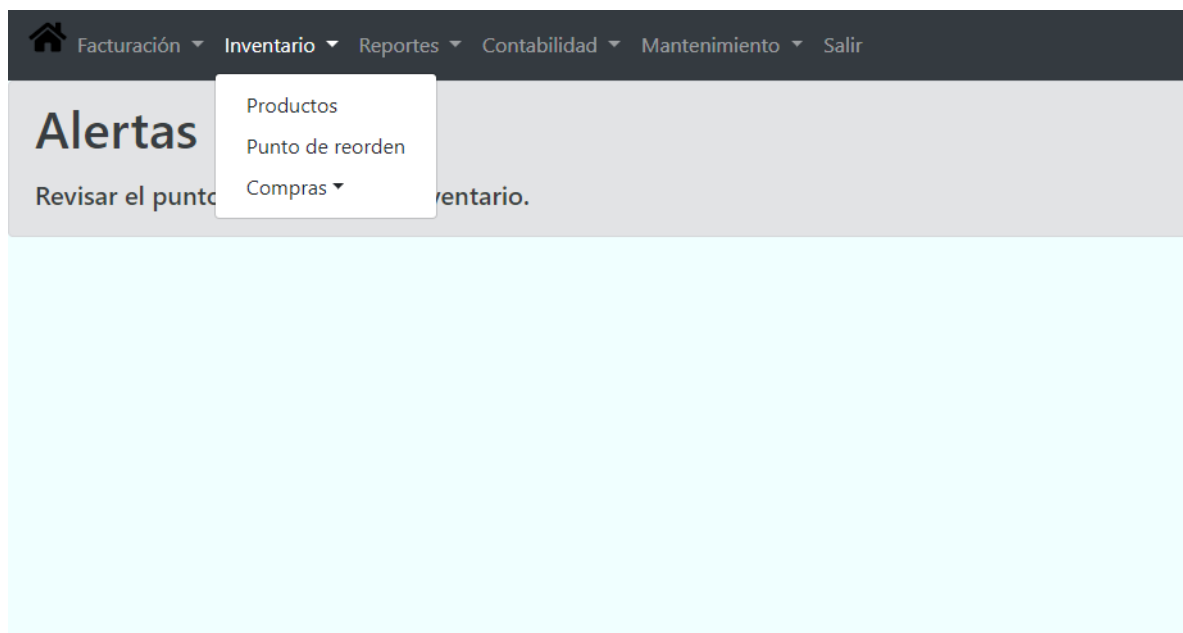 Facturación Inventario Reportes Contabilidad Mantenimiento Salir
Productos
Punto de reorden
Compras
Alertas
Revisar el punto ventario.